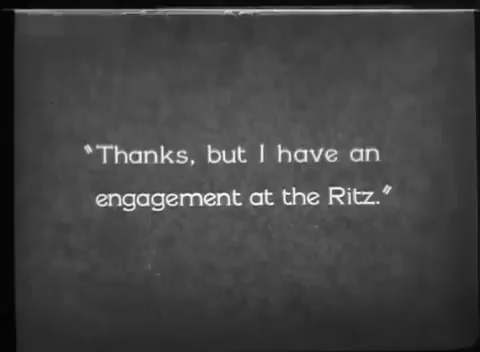 "Thanks, but I have an
engagement at the Ritz."